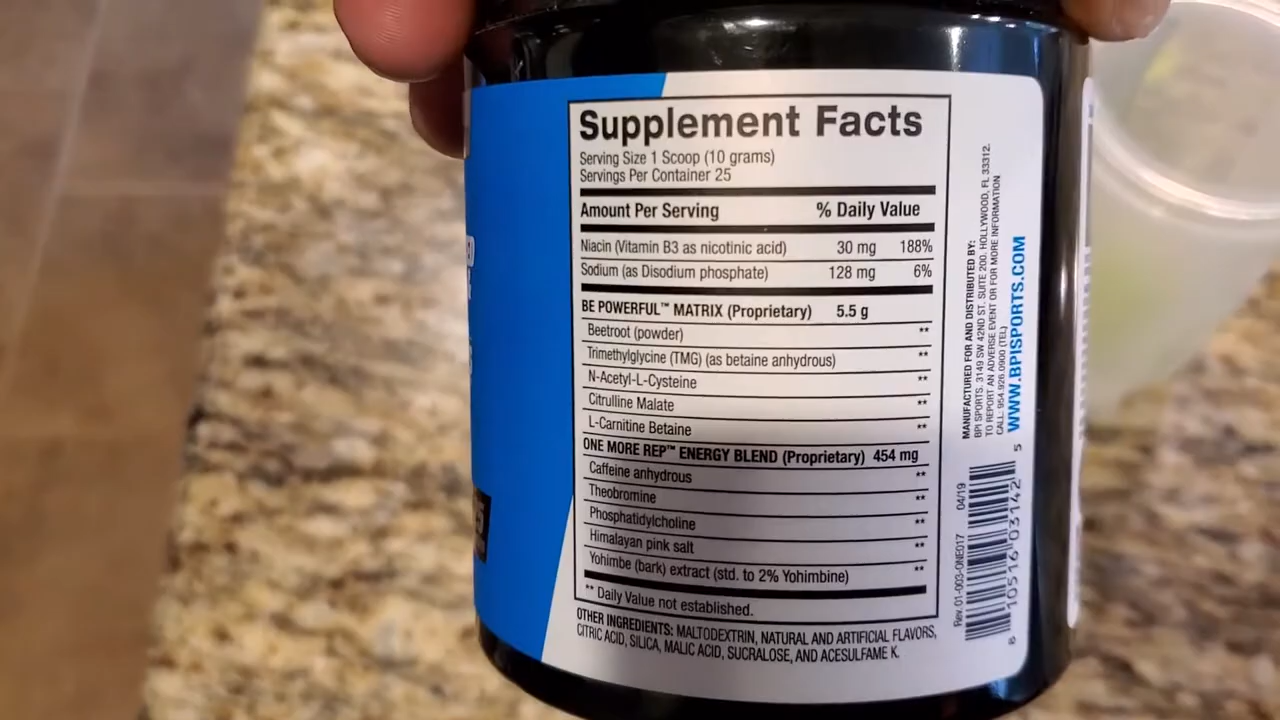 Supplement Facts
Serving Size 1 Scoop (10 grams)
Servings Per Container 25
Amount Per Serving % Daily Value
Niacin (Vitamin B3 as nicotinic acid) 30 mg 188%
Sodium (as Disodium phosphate) 128 mg 6%
BE POWERFUL™ MATRIX (Proprietary) 5.5 g
Beetroot (powder) **
Trimethylglycine (TMG) (as betaine anhydrous) **
N-Acetyl-L-Cysteine **
Citrulline Malate **
L-Carnitine Betaine **
ONE MORE REP™ ENERGY BLEND (Proprietary) 454 mg
Caffeine anhydrous **
Theobromine **
Phosphatidylcholine **
Himalayan pink salt **
Yohimbe (bark) extract (std. to 2% Yohimbine) **
** Daily Value not established.
OTHER INGREDIENTS: MALTODEXTRIN, NATURAL AND ARTIFICIAL FLAVORS,
CITRIC ACID, SILICA, MALIC ACID, SUCRALOSE, AND ACESULFAME K.
MANUFACTURED FOR AND DISTRIBUTED BY:
BPI SPORTS. 3149 SW 42ND ST. SUITE 200. HOLLYWOOD, FL 33312.
TO REPORT AN ADVERSE EVENT OR FOR MORE INFORMATION
CALL: 954.926.0900 (TEL)
WWW.BPISPORTS.COM
Rev. 01-003-ONE017 04/19
8 10516 03142 5